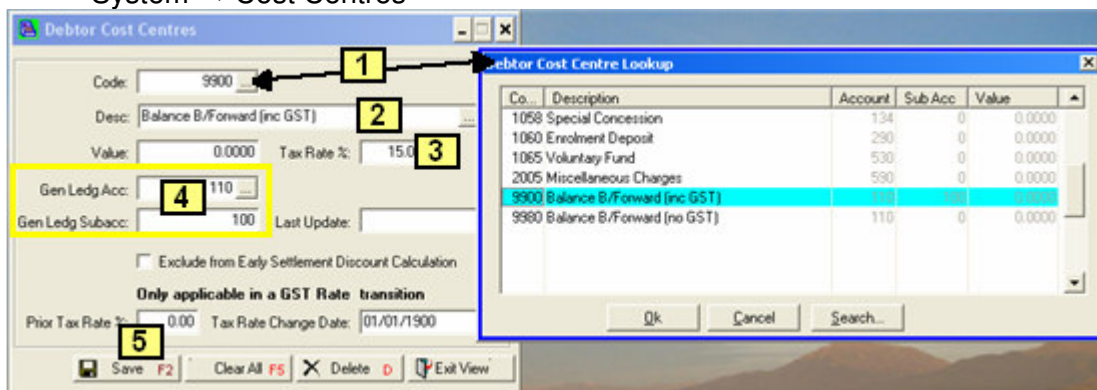 System → Cost Centres
Debtor Cost Centres
1
Code: 9900 ...
Desc: Balance B/Forward (inc GST) ...
2
Value: 0.0000 Tax Rate %: 15.0
3
Gen Ledg Acc: 110 ...
4
Gen Ledg Subacc: 100 Last Update:
Exclude from Early Settlement Discount Calculation
Only applicable in a GST Rate transition
Prior Tax Rate %: 0.00 Tax Rate Change Date: 01/01/1900
5
Save F2 Clear All F5 Delete D Exit View
Debtor Cost Centre Lookup
Co... Description Account Sub Acc Value
1058 Special Concession 134 0 0.0000
1060 Enrolment Deposit 290 0 0.0000
1065 Voluntary Fund 530 0 0.0000
2005 Miscellaneous Charges 590 0 0.0000
9900 Balance B/Forward (inc GST) 110 100 0.0000
9980 Balance B/Forward (no GST) 110 0 0.0000
Ok Cancel Search...